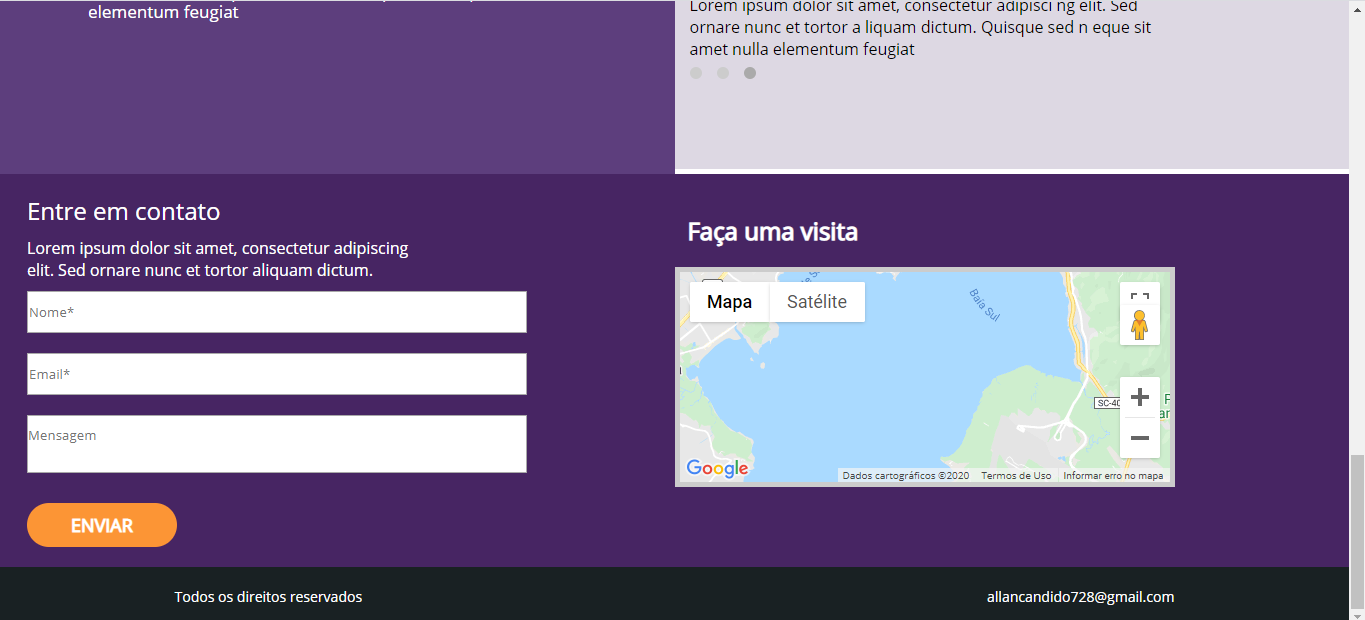 elementum feugiat
Lorem ipsum dolor sit amet, consectetur adipisci ng elit. Sed
ornare nunc et tortor a liquam dictum. Quisque sed n eque sit
amet nulla elementum feugiat
Entre em contato
Lorem ipsum dolor sit amet, consectetur adipiscing
elit. Sed ornare nunc et tortor aliquam dictum.
Nome*
Email*
Mensagem
ENVIAR
Faça uma visita
Mapa
Satélite
Baía Sul
SC-40
Google
Dados cartográficos ©2020
Termos de Uso
Informar erro no mapa
Todos os direitos reservados
allancandido728@gmail.com